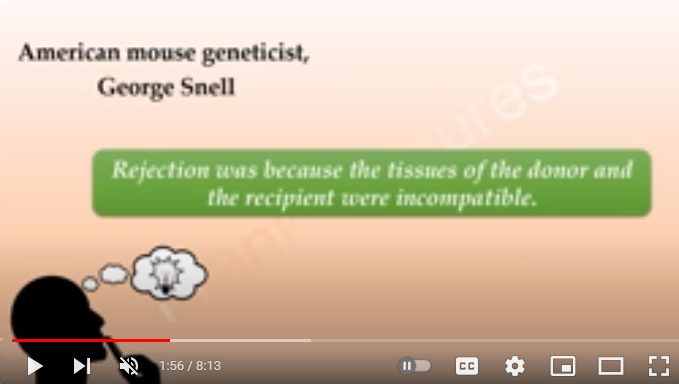 American mouse geneticist,
George Snell
Rejection was because the tissues of the donor and
the recipient were incompatible.
1:56 / 8:13
CC